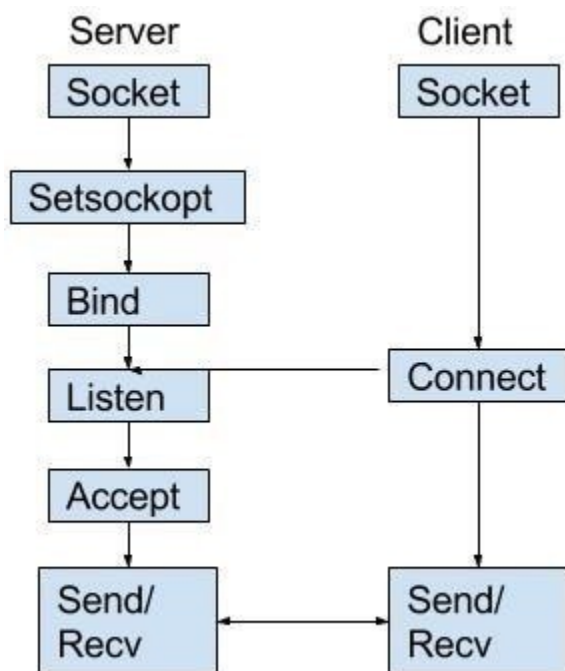 Server
Client
Socket
Socket
Setsockopt
Bind
Listen
Connect
Accept
Send/
Recv
Send/
Recv